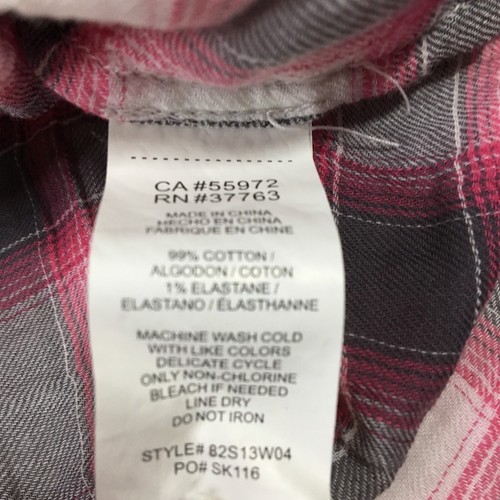 CA #55972
RN #37763
MADE IN CHINA
HECHO EN CHINA
FABRIQUE EN CHINE
99% COTTON /
ALGODON / COTON
1% ELASTANE /
ELASTANO / ÉLASTHANNE
MACHINE WASH COLD
WITH LIKE COLORS
DELICATE CYCLE
ONLY NON-CHLORINE
BLEACH IF NEEDED
LINE DRY
DO NOT IRON
STYLE# 82S13W04
PO# SK116